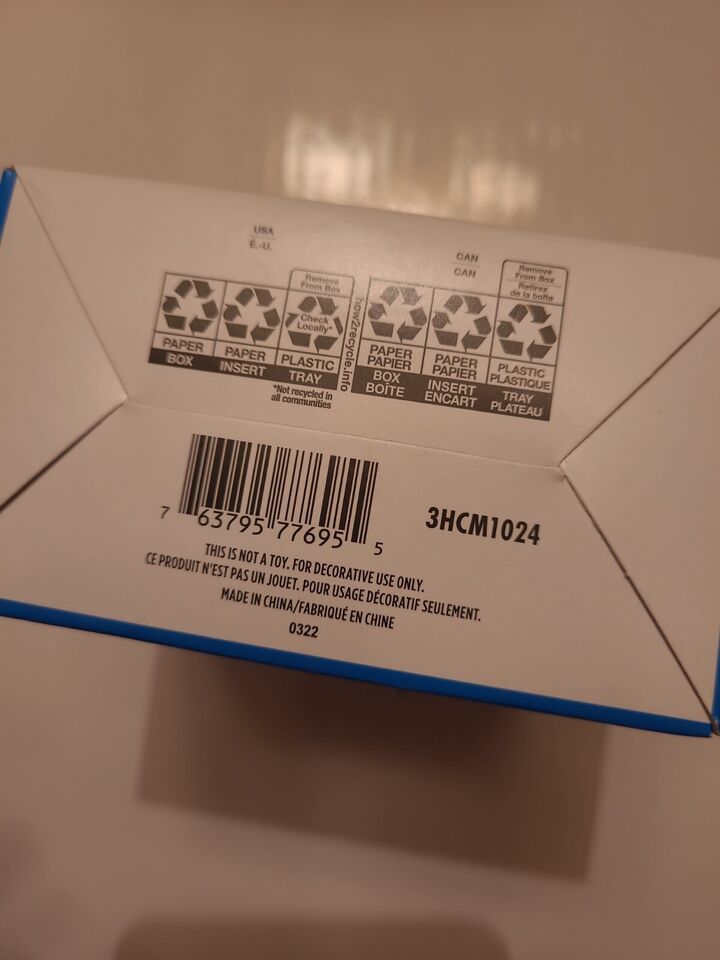 USA
É.-U.
Remove
From Box
Check
Locally*
PAPER
BOX
PAPER
INSERT
PLASTIC
TRAY
*Not recycled in
all communities
how2recycle.info
CAN
CAN
Remove
From Box
Retirez
de la boîte
PAPER
PAPIER
BOX
BOÎTE
PAPER
PAPIER
INSERT
ENCART
PLASTIC
PLASTIQUE
TRAY
PLATEAU
7 63795 77695 5
3HCM1024
THIS IS NOT A TOY. FOR DECORATIVE USE ONLY.
CE PRODUIT N'EST PAS UN JOUET. POUR USAGE DÉCORATIF SEULEMENT.
MADE IN CHINA/FABRIQUÉ EN CHINE
0322